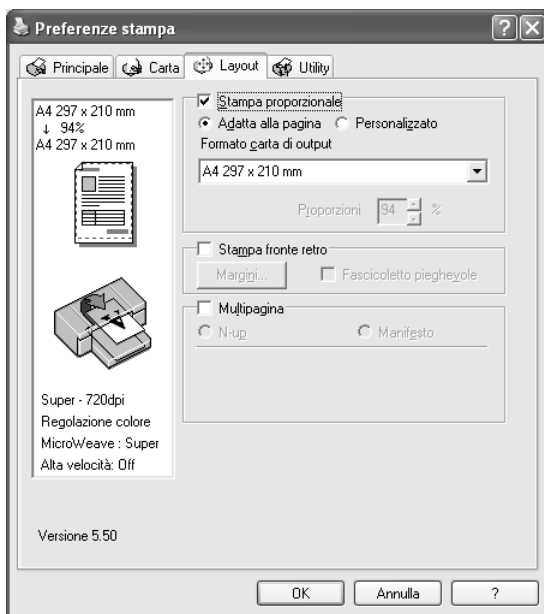 Preferenze stampa
Principale Carta Layout Utility
A4 297 x 210 mm
↓ 94%
A4 297 x 210 mm
Super - 720dpi
Regolazione colore
MicroWeave : Super
Alta velocità: Off
Stampa proporzionale
Adatta alla pagina Personalizzato
Formato carta di output
A4 297 x 210 mm
Proporzioni 94 %
Stampa fronte retro
Margini... Fascicoletto pieghevole
Multipagina
N-up Manifesto
Versione 5.50
OK Annulla ?